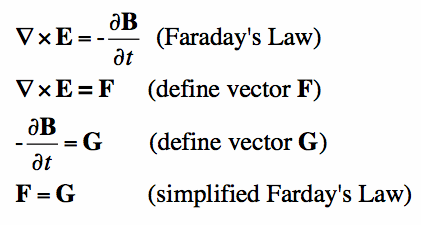 ∇ × E = - ∂B/∂t (Faraday's Law)
∇ × E = F (define vector F)
- ∂B/∂t = G (define vector G)
F = G (simplified Farday's Law)